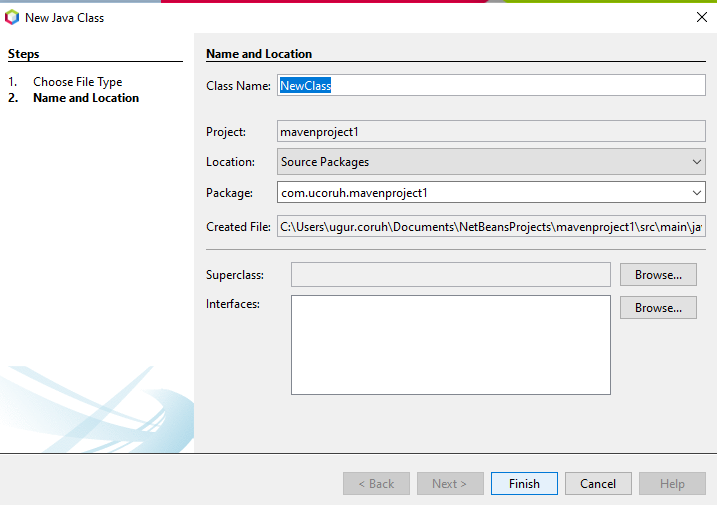 New Java Class
Steps
1. Choose File Type
2. Name and Location
Name and Location
Class Name: NewClass
Project: mavenproject1
Location: Source Packages
Package: com.ucoruh.mavenproject1
Created File: C:\Users\ugur.coruh\Documents\NetBeansProjects\mavenproject1\src\main\ja
Superclass: Browse...
Interfaces: Browse...
< Back Next > Finish Cancel Help